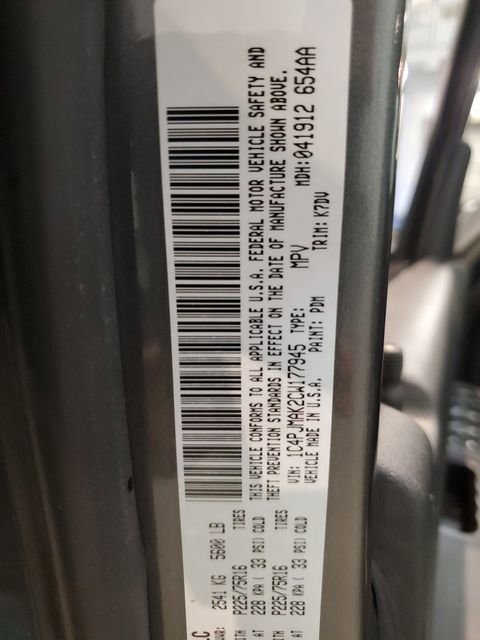 2541 KG 5600 LB
P225/75R16 TIRES
228 KPA ( 33 PSI) COLD
P225/75R16 TIRES
228 KPA ( 33 PSI) COLD
THIS VEHICLE CONFORMS TO ALL APPLICABLE U.S.A. FEDERAL MOTOR VEHICLE SAFETY AND
THEFT PREVENTION STANDARDS IN EFFECT ON THE DATE OF MANUFACTURE SHOWN ABOVE.
VIN: 1C4PJMAK2CW177945 TYPE: MPV MDH: 041912 654AA
VEHICLE MADE IN U.S.A. PAINT: PDM TRIM: K7DV